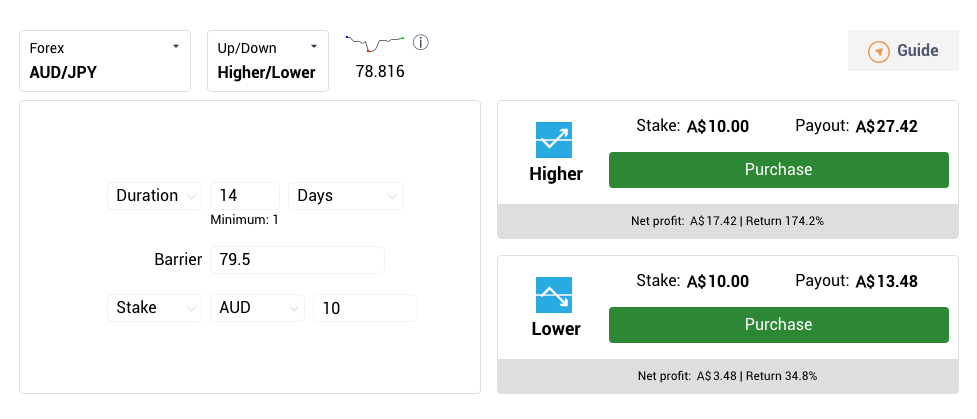 Forex
AUD/JPY
Up/Down
Higher/Lower
78.816
Guide
Duration 14 Days
Minimum: 1
Barrier 79.5
Stake AUD 10
Higher
Stake: A$10.00 Payout: A$27.42
Purchase
Net profit: A$17.42 | Return 174.2%
Lower
Stake: A$10.00 Payout: A$13.48
Purchase
Net profit: A$3.48 | Return 34.8%